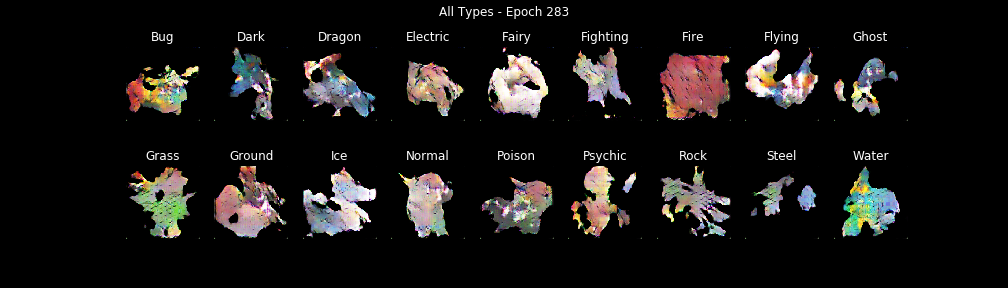 All Types - Epoch 283
Bug Dark Dragon Electric Fairy Fighting Fire Flying Ghost
Grass Ground Ice Normal Poison Psychic Rock Steel Water